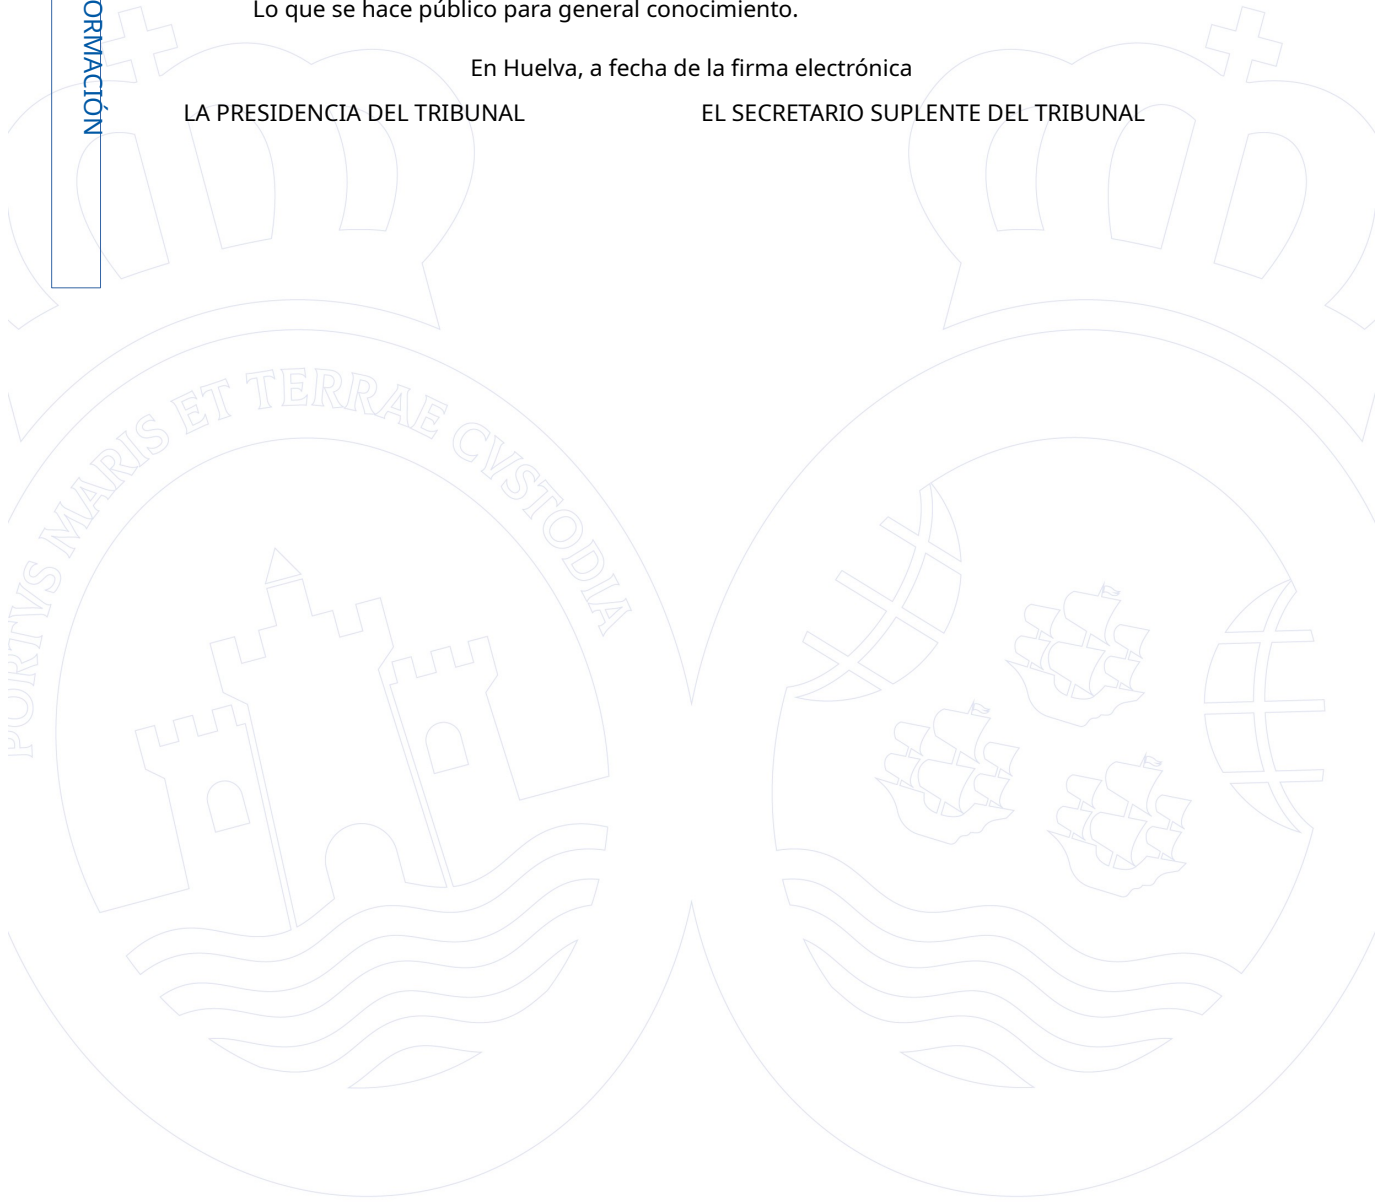 Lo que se hace público para general conocimiento.
En Huelva, a fecha de la firma electrónica
LA PRESIDENCIA DEL TRIBUNAL
EL SECRETARIO SUPLENTE DEL TRIBUNAL
ORMACIÓN
PORTVS MARIS ET TERRAE CVSTODIA